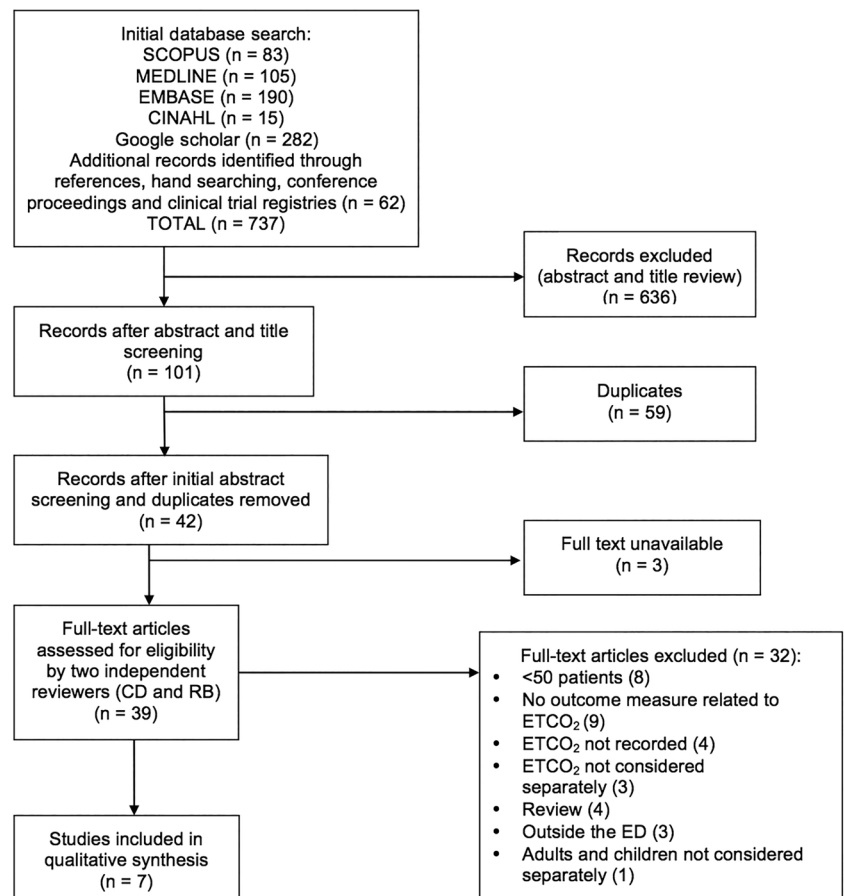 Initial database search:
SCOPUS (n = 83)
MEDLINE (n = 105)
EMBASE (n = 190)
CINAHL (n = 15)
Google scholar (n = 282)
Additional records identified through
references, hand searching, conference
proceedings and clinical trial registries (n = 62)
TOTAL (n = 737)
Records excluded
(abstract and title review)
(n = 636)
Records after abstract and title
screening
(n = 101)
Duplicates
(n = 59)
Records after initial abstract
screening and duplicates removed
(n = 42)
Full text unavailable
(n = 3)
Full-text articles
assessed for eligibility
by two independent
reviewers (CD and RB)
(n = 39)
Full-text articles excluded (n = 32):
• <50 patients (8)
• No outcome measure related to
ETCO₂ (9)
• ETCO₂ not recorded (4)
• ETCO₂ not considered
separately (3)
• Review (4)
• Outside the ED (3)
• Adults and children not considered
separately (1)
Studies included in
qualitative synthesis
(n = 7)